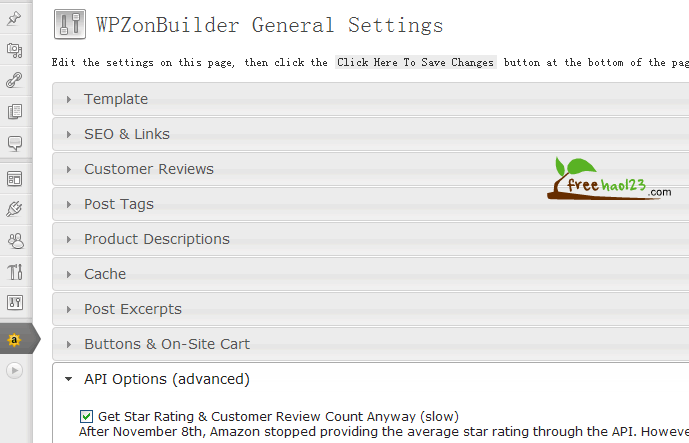 WPZonBuilder General Settings
Edit the settings on this page, then click the Click Here To Save Changes button at the bottom of the pag
Template
SEO & Links
Customer Reviews
freehao123.com
Post Tags
Product Descriptions
Cache
Post Excerpts
Buttons & On-Site Cart
a
API Options (advanced)
Get Star Rating & Customer Review Count Anyway (slow)
After November 8th, Amazon stopped providing the average star rating through the API. Howeve